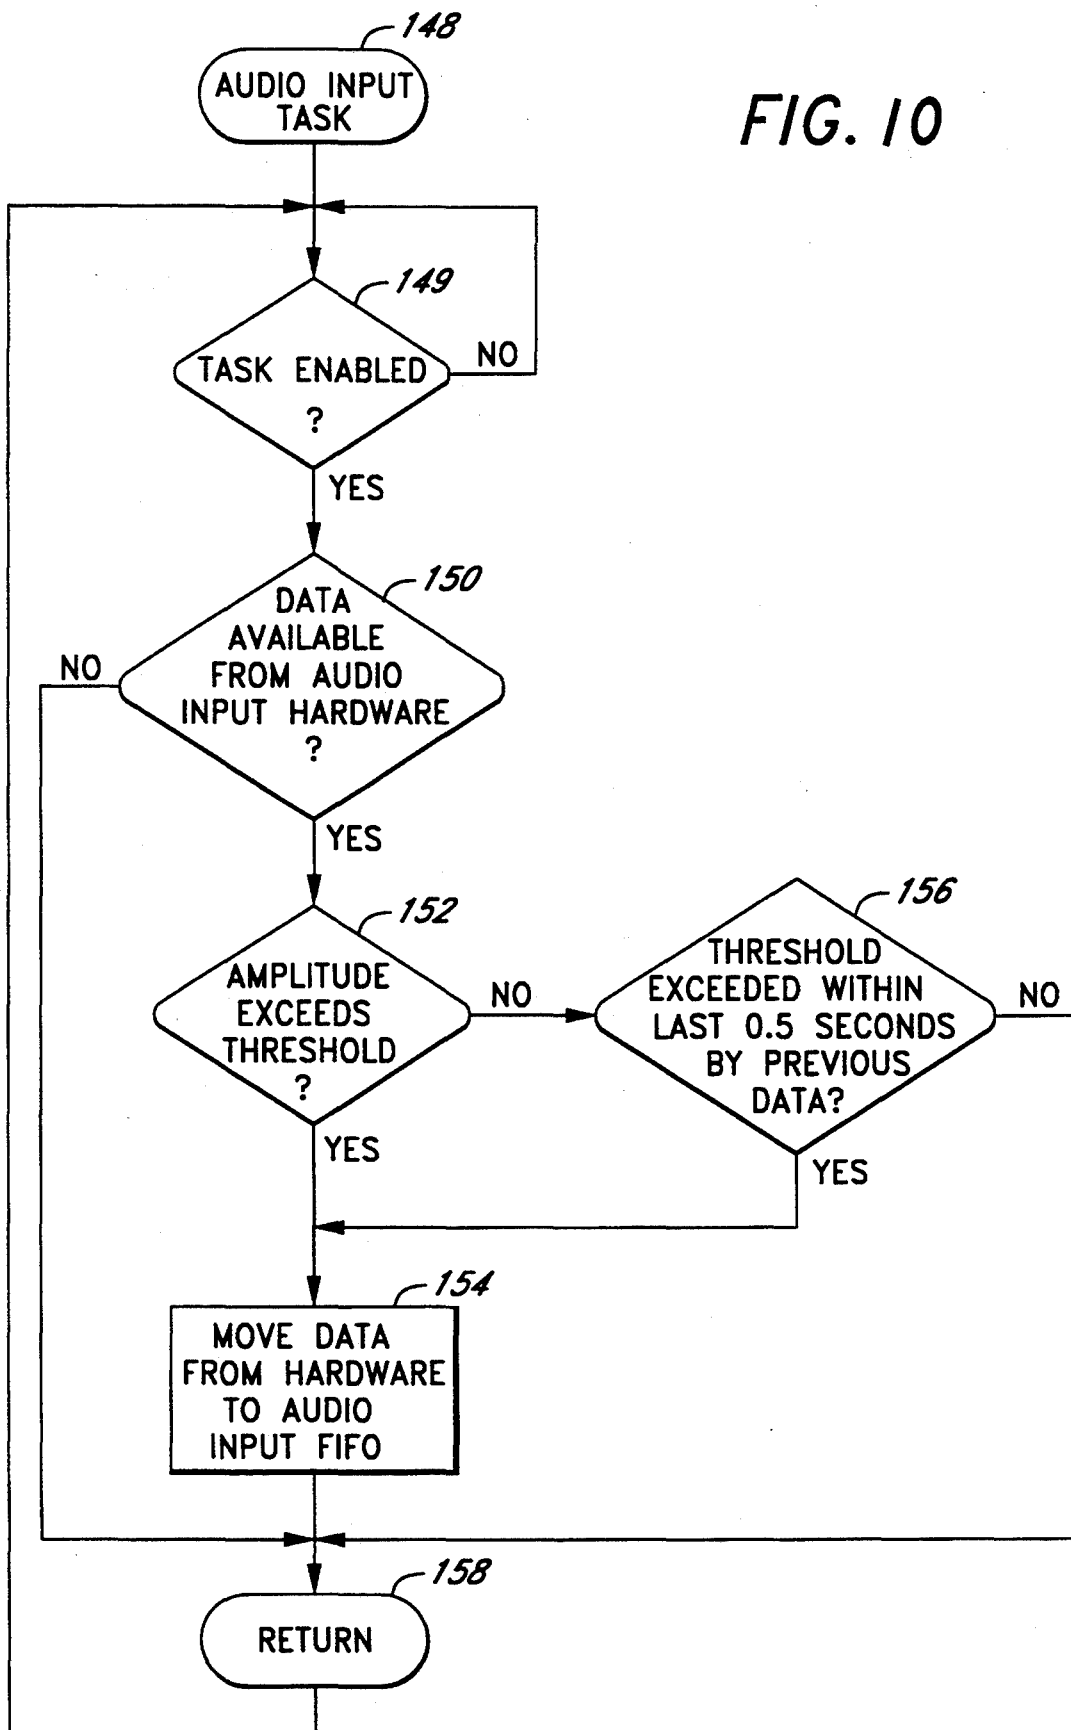 148
AUDIO INPUT
TASK
FIG. 10
149
TASK ENABLED
?
NO
YES
150
DATA
AVAILABLE
FROM AUDIO
INPUT HARDWARE
?
NO
YES
152
AMPLITUDE
EXCEEDS
THRESHOLD
?
NO
YES
156
THRESHOLD
EXCEEDED WITHIN
LAST 0.5 SECONDS
BY PREVIOUS
DATA?
NO
YES
154
MOVE DATA
FROM HARDWARE
TO AUDIO
INPUT FIFO
158
RETURN